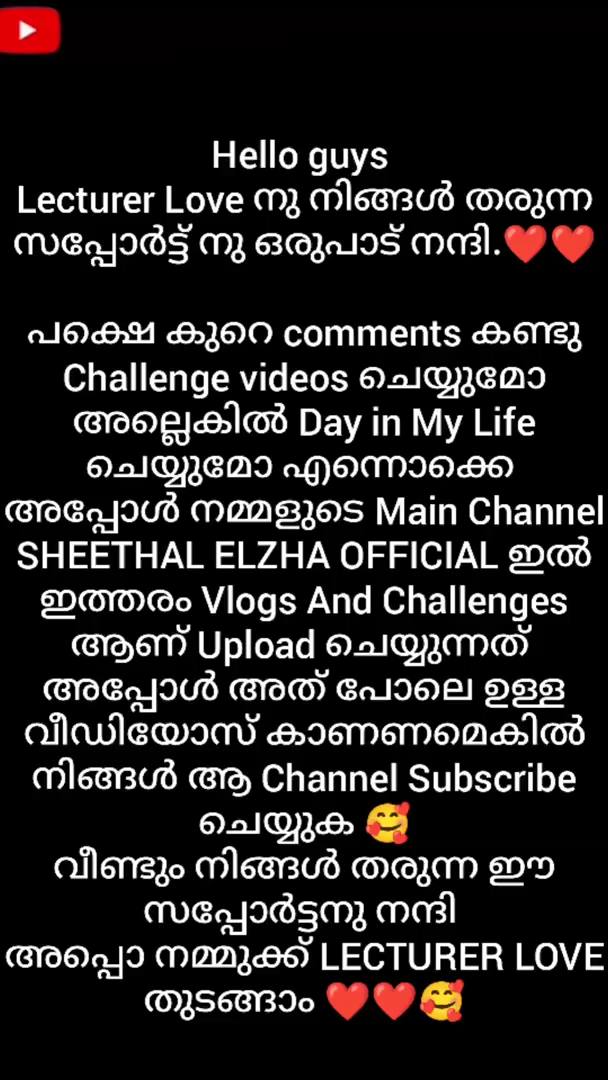 Hello guys
Lecturer Love നു നിങ്ങൾ തരുന്ന
സപ്പോർട്ട് നു ഒരുപാട് നന്ദി.❤️❤️
പക്ഷെ കുറെ comments കണ്ടു
Challenge videos ചെയ്യുമോ
അല്ലെകിൽ Day in My Life
ചെയ്യുമോ എന്നൊക്കെ
അപ്പോൾ നമ്മളുടെ Main Channel
SHEETHAL ELZHA OFFICIAL ഇൽ
ഇത്തരം Vlogs And Challenges
ആണ് Upload ചെയ്യുന്നത്
അപ്പോൾ അത് പോലെ ഉള്ള
വീഡിയോസ് കാണണമെകിൽ
നിങ്ങൾ ആ Channel Subscribe
ചെയ്യുക 🥰
വീണ്ടും നിങ്ങൾ തരുന്ന ഈ
സപ്പോർട്ടനു നന്ദി
അപ്പൊ നമ്മുക്ക് LECTURER LOVE
തുടങ്ങാം ❤️❤️🥰